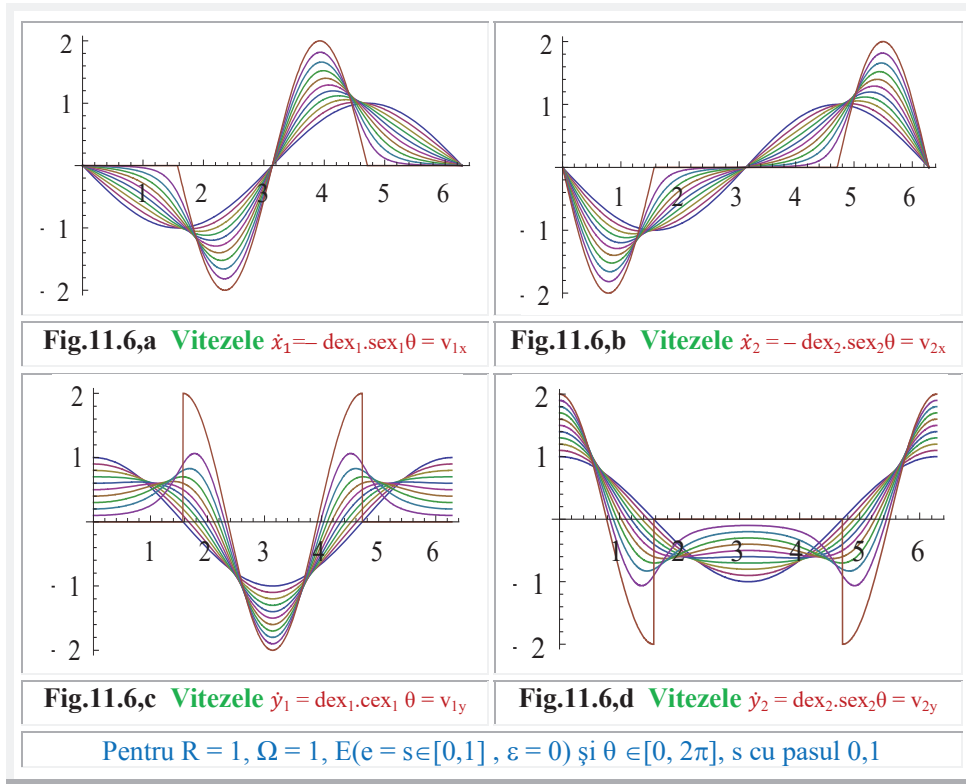 2
1
1 2 3 4 5 6
- 1
- 2
2
1
1 2 3 4 5 6
- 1
- 2
Fig.11.6,a Vitezele ẋ₁=– dex₁.sex₁θ = v₁ₓ
Fig.11.6,b Vitezele ẋ₂ = – dex₂.sex₂θ = v₂ₓ
2
1
1 2 3 4 5 6
- 1
- 2
2
1
1 2 3 4 5 6
- 1
- 2
Fig.11.6,c Vitezele ẏ₁ = dex₁.cex₁ θ = v₁y
Fig.11.6,d Vitezele ẏ₂ = dex₂.sex₂θ = v₂y
Pentru R = 1, Ω = 1, E(e = s∈[0,1] , ε = 0) şi θ ∈[0, 2π], s cu pasul 0,1